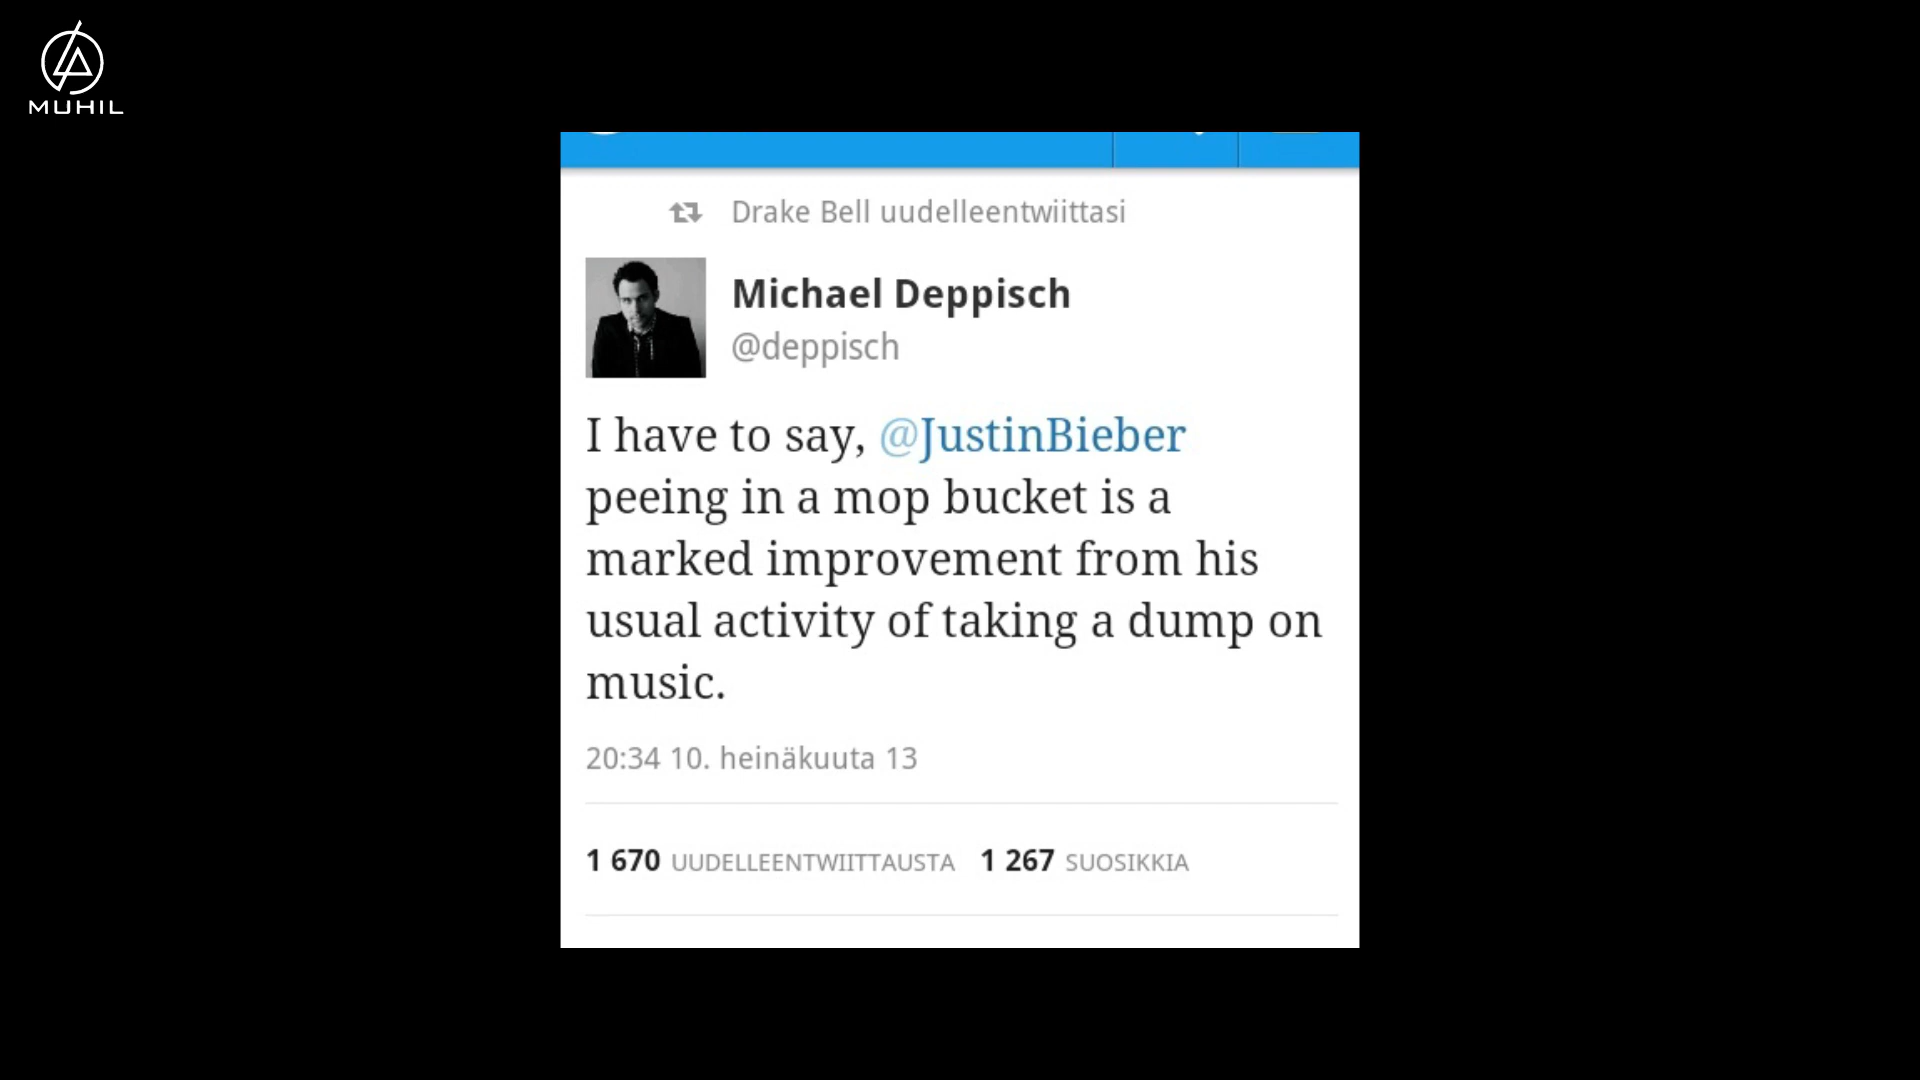 MUHIL
Drake Bell uudelleentwiittasi
Michael Deppisch
@deppisch
I have to say, @JustinBieber
peeing in a mop bucket is a
marked improvement from his
usual activity of taking a dump on
music.
20:34 10. heinäkuuta 13
1 670 UUDELLEENTWIITTAUSTA 1 267 SUOSIKKIA